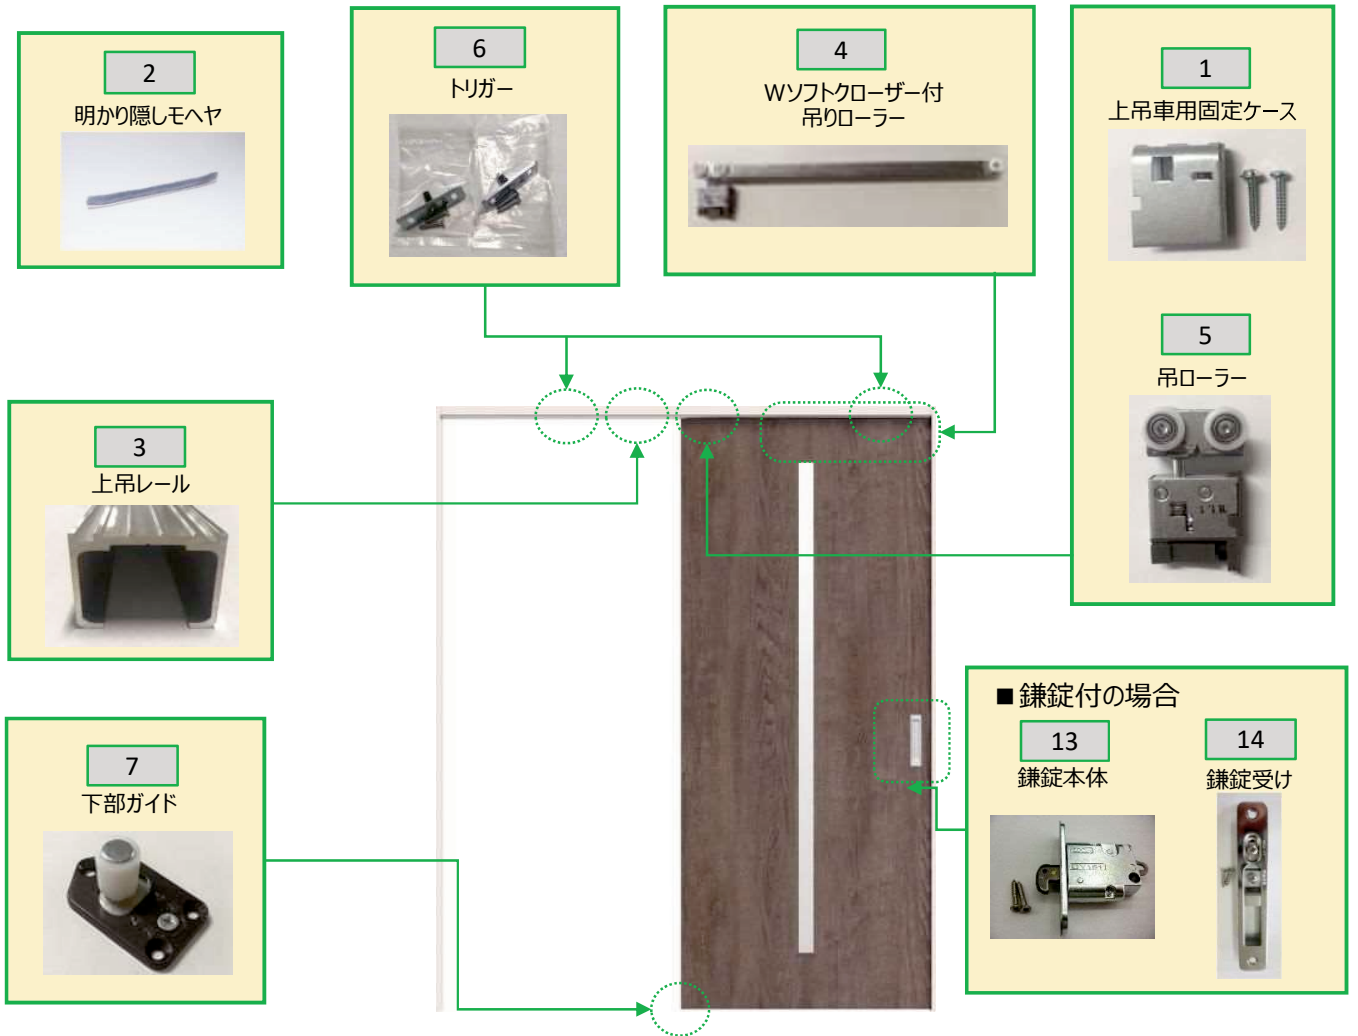 2
明かり隠しモヘヤ
6
トリガー
4
Wソフトクローザー付
吊りローラー
1
上吊車用固定ケース
5
吊ローラー
3
上吊レール
7
下部ガイド
■鎌錠付の場合
13
鎌錠本体
14
鎌錠受け